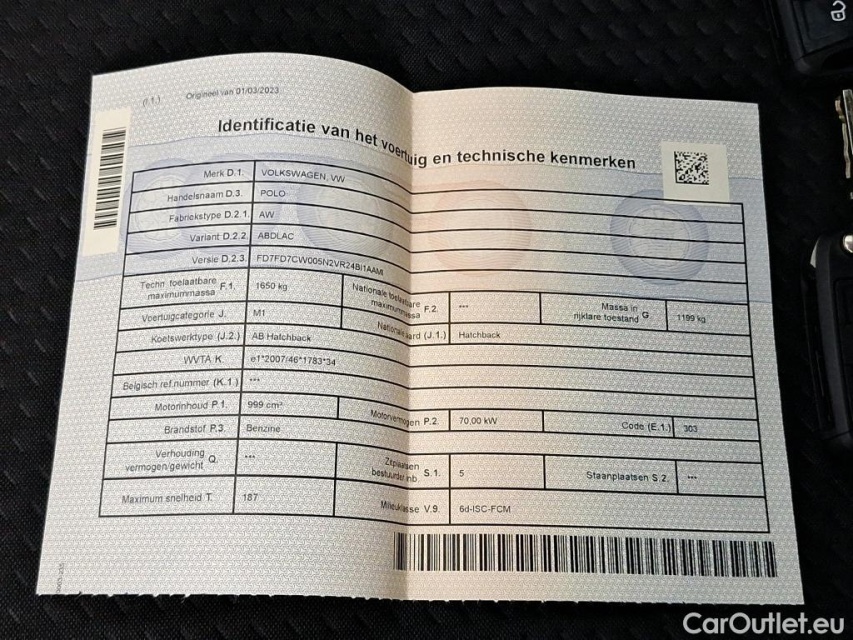 (I.1.) Origineel van 01/03/2023
Identificatie van het voertuig en technische kenmerken
Merk D.1. VOLKSWAGEN, VW
Handelsnaam D.3. POLO
Fabriekstype D.2.1. AW
Variant D.2.2. ABDLAC
Versie D.2.3. FD7FD7CW005N2VR24BI1AAMI
Techn. toelaatbare maximummassa F.1. 1650 kg Nationale toelaatbare maximummassa F.2. *** Massa in rijklare toestand G. 1199 kg
Voertuigcategorie J. M1 Nationale aard (J.1.) Hatchback
Koetswerktype (J.2.) AB Hatchback
WVTA K. e1*2007/46*1783*34
Belgisch ref.nummer (K.1.) ***
Motorinhoud P.1. 999 cm³ Motorvermogen P.2. 70,00 kW Code (E.1.) 303
Brandstof P.3. Benzine
Verhouding vermogen/gewicht Q. *** Zitplaatsen bestuurder inb. S.1. 5 Staanplaatsen S.2. ***
Maximum snelheid T. 187 Milieuklasse V.9. 6d-ISC-FCM
CarOutlet.eu